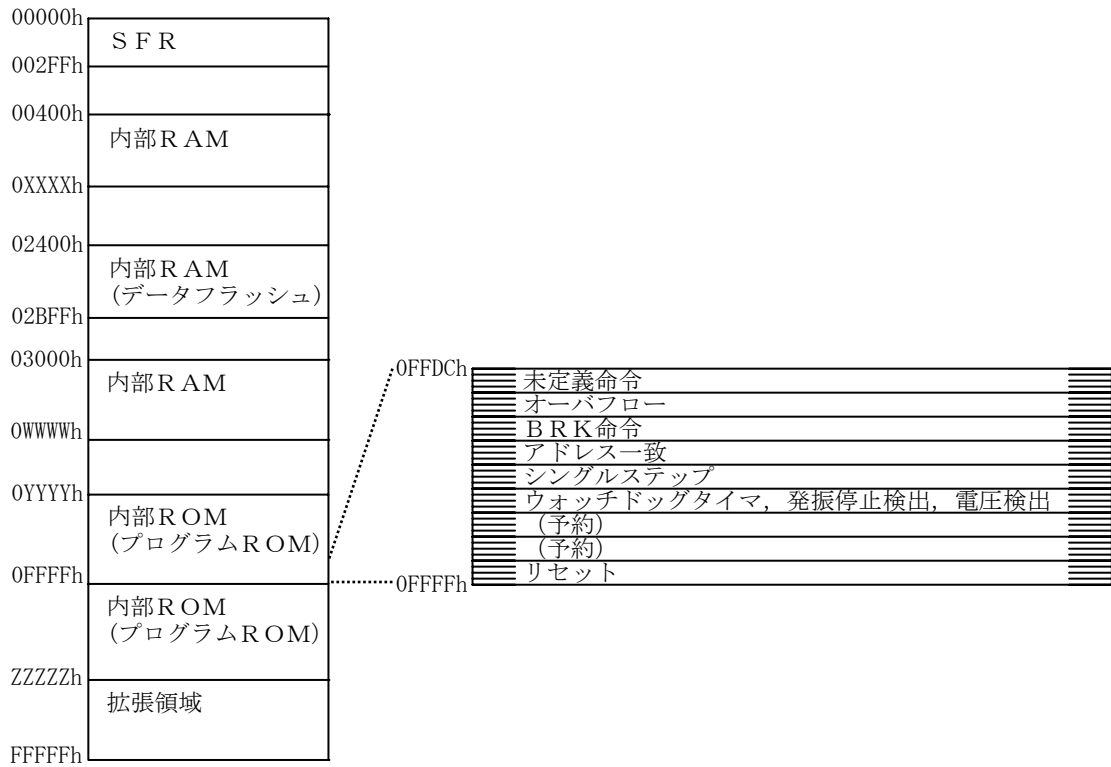 00000h
ＳＦＲ
002FFh
00400h
内部ＲＡＭ
0XXXXh
02400h
内部ＲＡＭ
(データフラッシュ)
02BFFh
03000h
内部ＲＡＭ
0WWWWh
0YYYYh
内部ＲＯＭ
(プログラムＲＯＭ)
0FFFFh
内部ＲＯＭ
(プログラムＲＯＭ)
ZZZZZh
拡張領域
FFFFFh
0FFDCh
未定義命令
オーバフロー
ＢＲＫ命令
アドレス一致
シングルステップ
ウォッチドッグタイマ，発振停止検出，電圧検出
(予約)
(予約)
リセット
0FFFFh